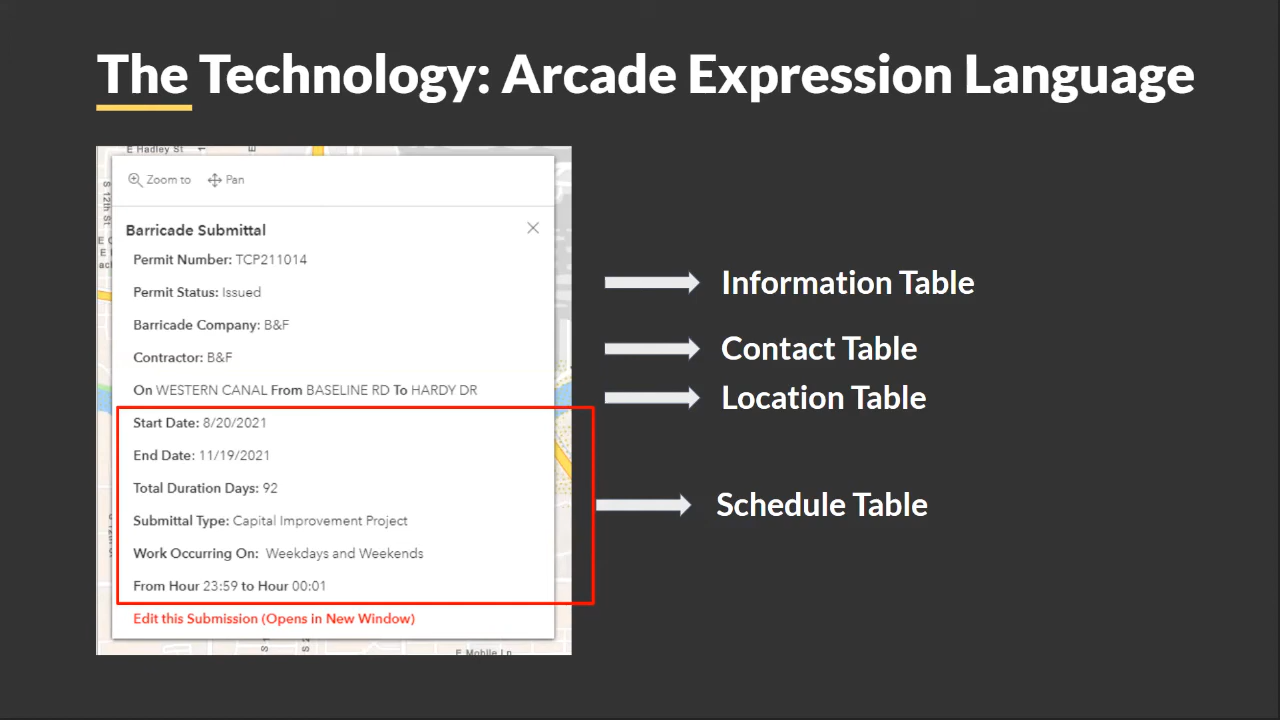 The Technology: Arcade Expression Language
E Hadley St
S 12th St
Zoom to Pan
Barricade Submittal
Permit Number: TCP211014
Permit Status: Issued
Barricade Company: B&F
Contractor: B&F
On WESTERN CANAL From BASELINE RD To HARDY DR
Start Date: 8/20/2021
End Date: 11/19/2021
Total Duration Days: 92
Submittal Type: Capital Improvement Project
Work Occurring On: Weekdays and Weekends
From Hour 23:59 to Hour 00:01
Edit this Submission (Opens in New Window)
E Mobile Ln
Information Table
Contact Table
Location Table
Schedule Table